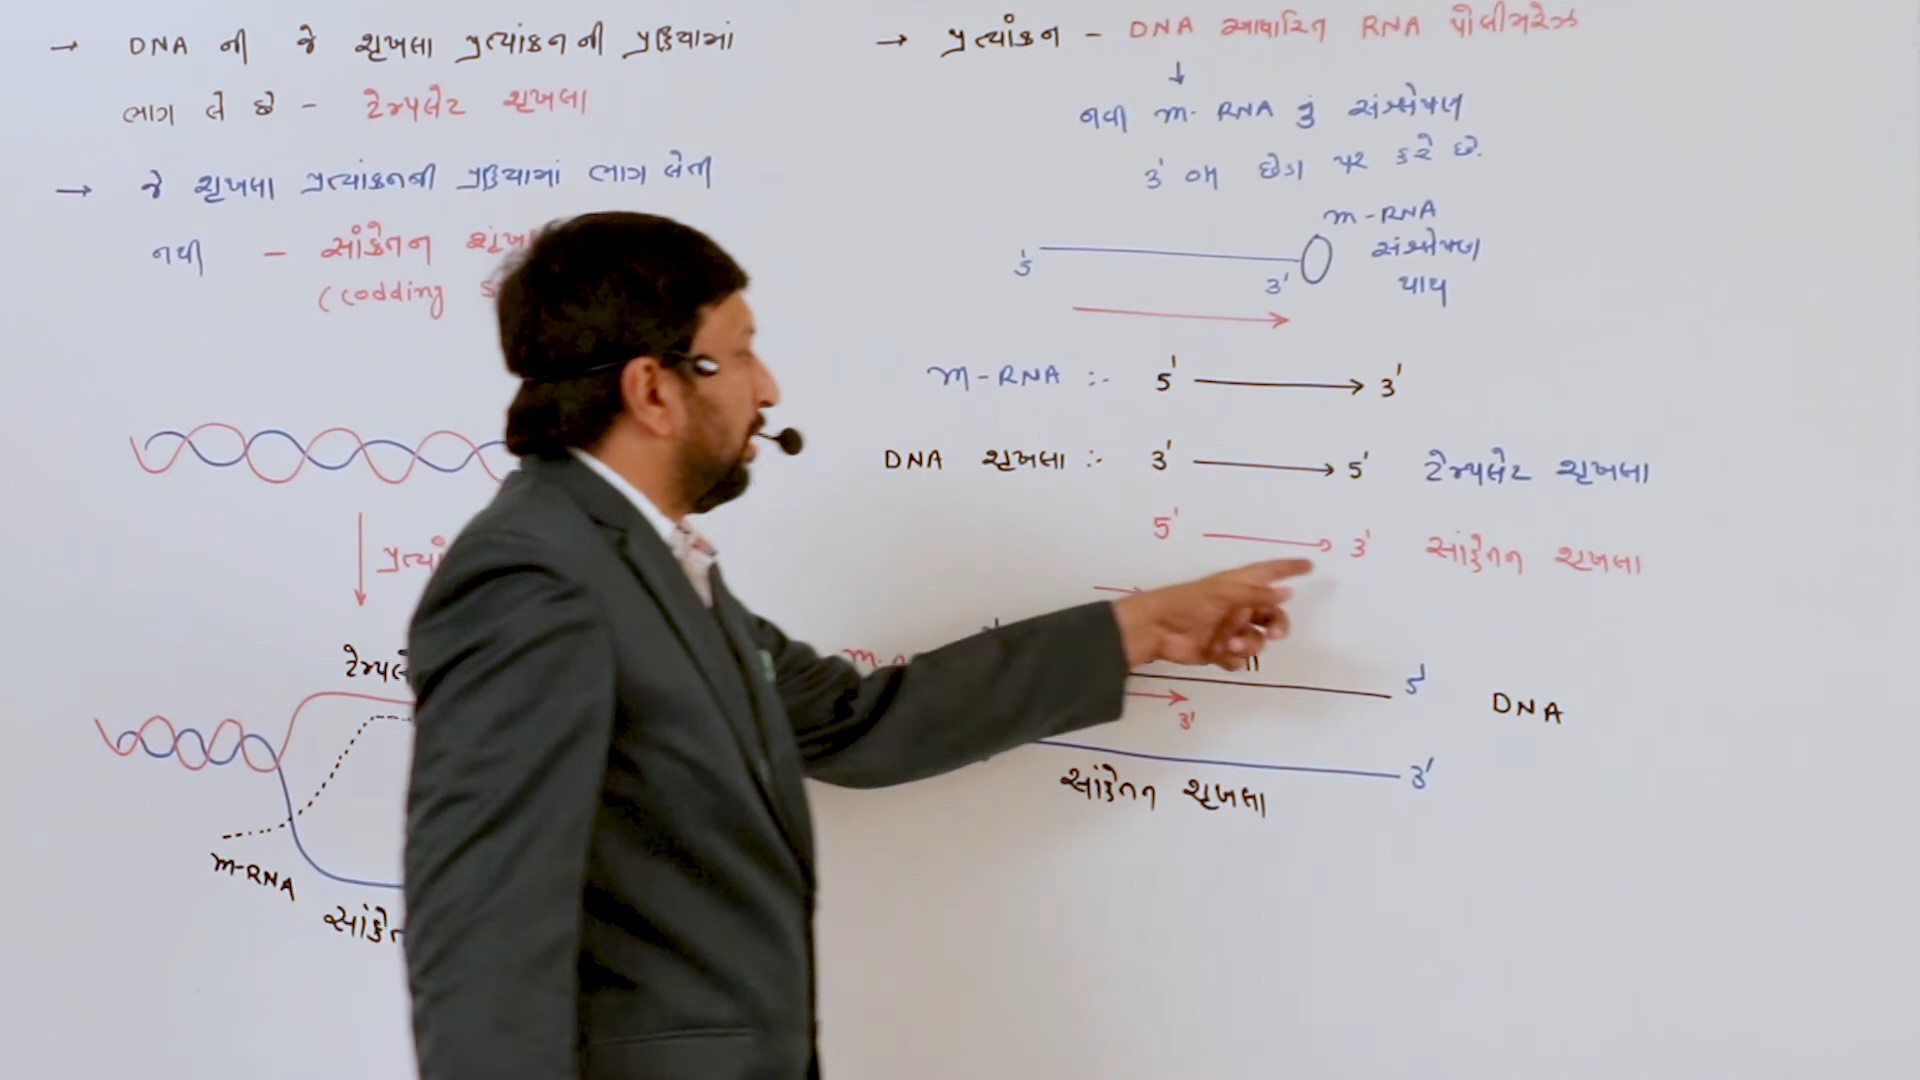 → DNA ની જે શૃખલા પ્રત્યાંકનની પ્રક્રિયામાં
ભાગ લે છે - ટેમ્પલેટ શૃખલા
→ જે શૃખલા પ્રત્યાંકનની પ્રક્રિયામાં ભાગ લેતી
નથી - સાંકેતન
(codding
ટેમ્પલે
m-RNA
→ પ્રત્યાંકન - DNA આધારિત RNA પોલીમરેઝ
↓
નવી m-RNA નું સંશ્લેષણ
3' છેડા પર કરે છે.
m-RNA
સંશ્લેષણ
થાય
5' 3'
m-RNA :- 5' → 3'
DNA શૃખલા :- 3' → 5' ટેમ્પલેટ શૃખલા
5' → 3' સાંકેતન શૃખલા
5' DNA
3'
3'
સાંકેતન શૃખલા